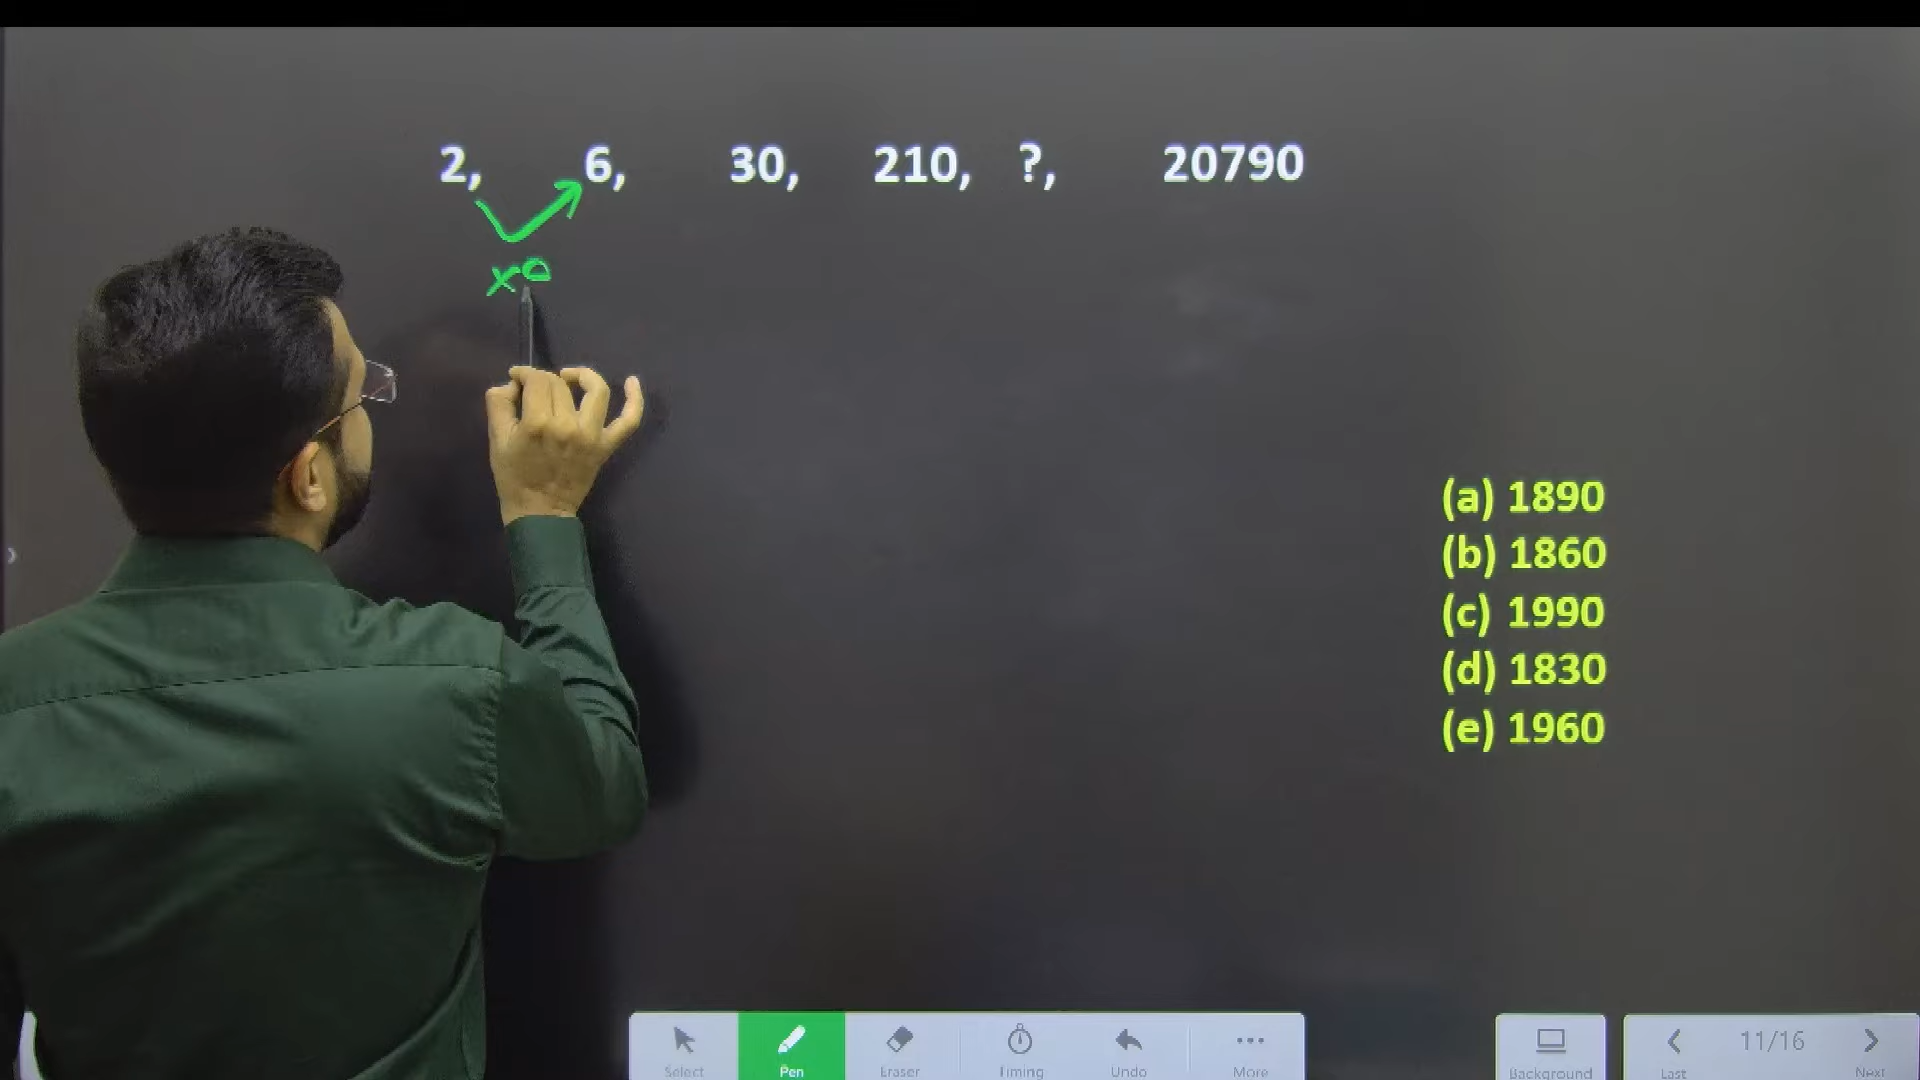 2, 6, 30, 210, ?, 20790
(a) 1890
(b) 1860
(c) 1990
(d) 1830
(e) 1960
Select Pen Eraser Timing Undo More Background Last 11/16 Next